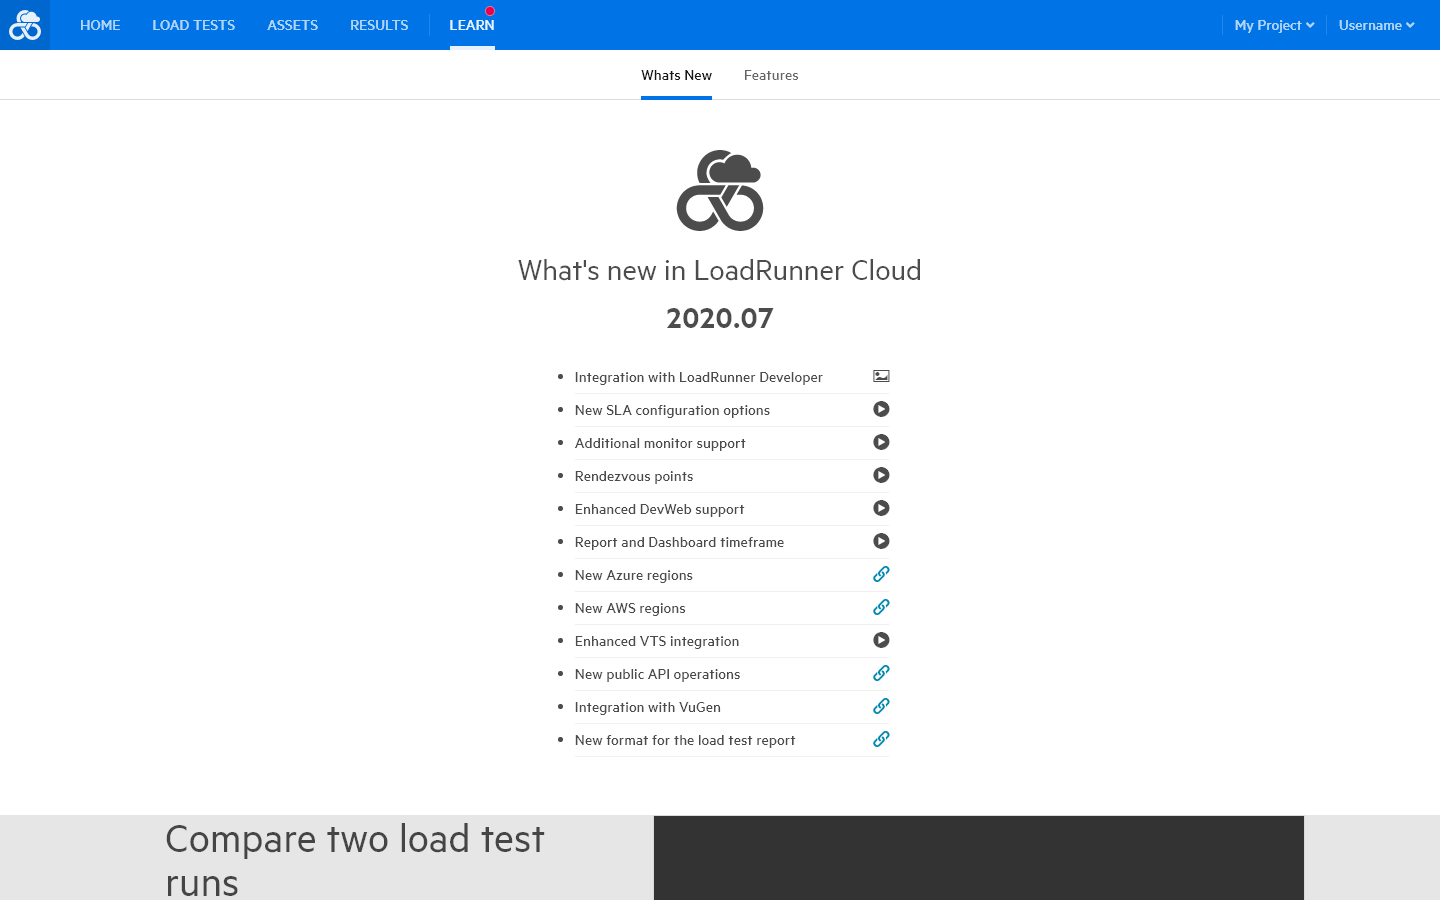 HOME LOAD TESTS ASSETS RESULTS LEARN My Project Username
Whats New Features
What's new in LoadRunner Cloud
2020.07
Integration with LoadRunner Developer
New SLA configuration options
Additional monitor support
Rendezvous points
Enhanced DevWeb support
Report and Dashboard timeframe
New Azure regions
New AWS regions
Enhanced VTS integration
New public API operations
Integration with VuGen
New format for the load test report
Compare two load test
runs